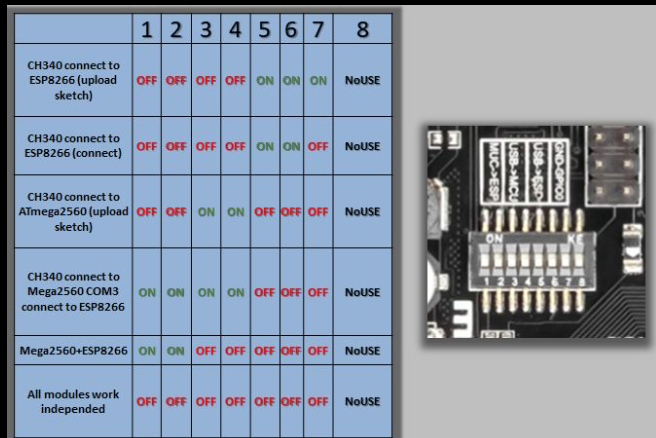 1 2 3 4 5 6 7 8
CH340 connect to
ESP8266 (upload
sketch)
OFF OFF OFF OFF ON ON ON NoUSE
CH340 connect to
ESP8266 (connect)
OFF OFF OFF OFF ON ON OFF NoUSE
CH340 connect to
ATmega2560 (upload
sketch)
OFF OFF ON ON OFF OFF OFF NoUSE
CH340 connect to
Mega2560 COM3
connect to ESP8266
ON ON ON ON OFF OFF OFF NoUSE
Mega2560+ESP8266 ON ON OFF OFF OFF OFF OFF NoUSE
All modules work
independed
OFF OFF OFF OFF OFF OFF OFF NoUSE
MUC->ESP
USB->MCU
USB->ESP
GND-GPIO0
ON KE
1 2 3 4 5 6 7 8